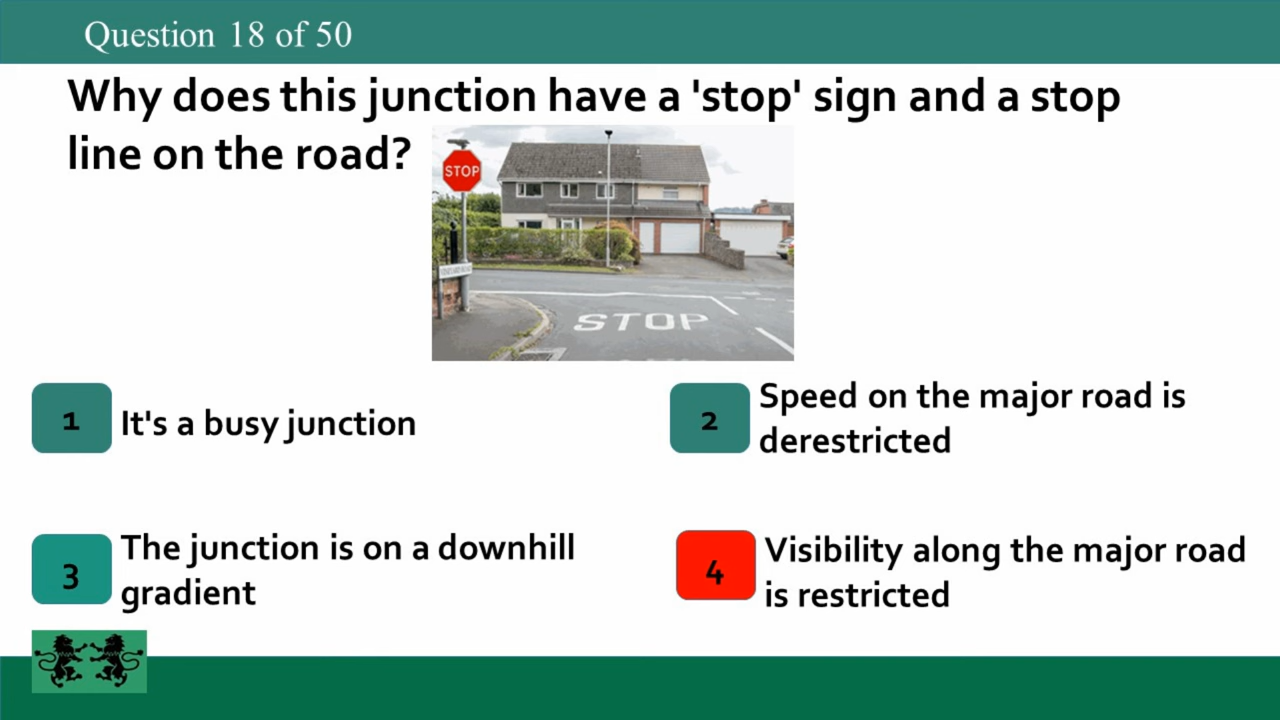 Question 18 of 50
Why does this junction have a 'stop' sign and a stop
line on the road?
STOP
STOP
1
It's a busy junction
2
Speed on the major road is
derestricted
3
The junction is on a downhill
gradient
4
Visibility along the major road
is restricted